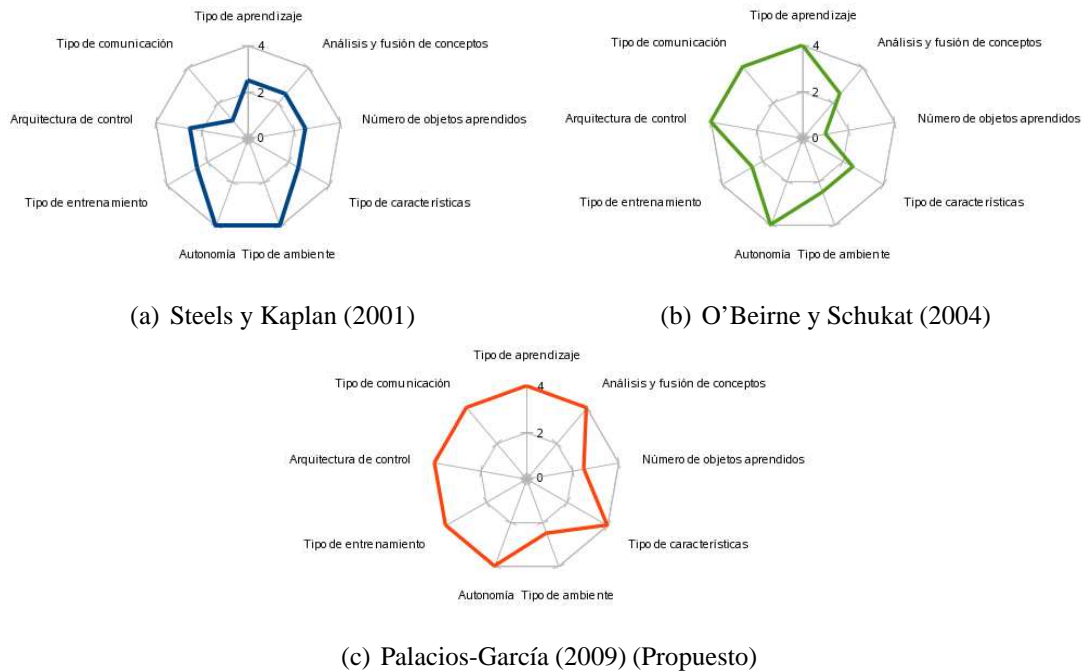 Tipo de aprendizaje
Tipo de comunicación
4
Análisis y fusión de conceptos
2
Arquitectura de control
Número de objetos aprendidos
0
Tipo de entrenamiento
Tipo de características
Autonomía Tipo de ambiente
(a) Steels y Kaplan (2001)
Tipo de aprendizaje
Tipo de comunicación
4
Análisis y fusión de conceptos
2
Arquitectura de control
Número de objetos aprendidos
0
Tipo de entrenamiento
Tipo de características
Autonomía Tipo de ambiente
(b) O’Beirne y Schukat (2004)
Tipo de aprendizaje
Tipo de comunicación
4
Análisis y fusión de conceptos
2
Arquitectura de control
Número de objetos aprendidos
0
Tipo de entrenamiento
Tipo de características
Autonomía Tipo de ambiente
(c) Palacios-García (2009) (Propuesto)